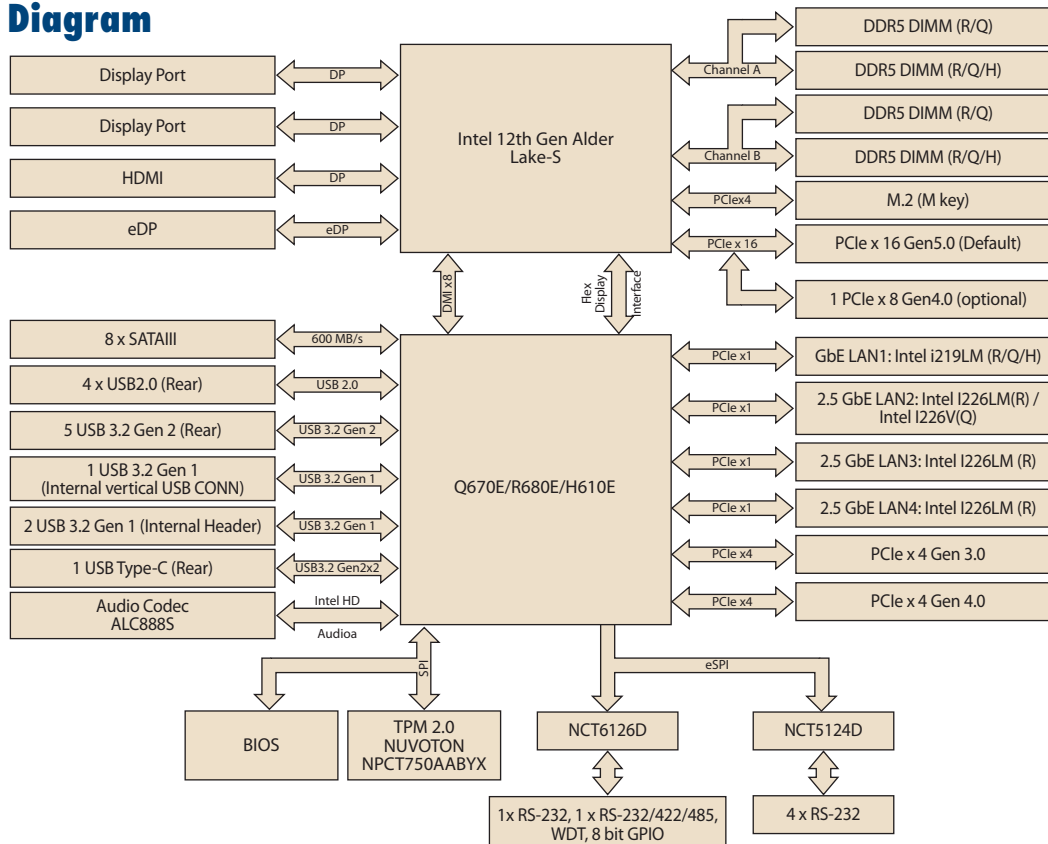 Diagram
Display Port
DP
Display Port
DP
HDMI
DP
eDP
eDP
Intel 12th Gen Alder
Lake-S
Channel A
DDR5 DIMM (R/Q)
DDR5 DIMM (R/Q/H)
Channel B
DDR5 DIMM (R/Q)
DDR5 DIMM (R/Q/H)
PCIex4
M.2 (M key)
PCIe x 16
PCIe x 16 Gen5.0 (Default)
1 PCIe x 8 Gen4.0 (optional)
DMI x8
Flex
Display
Interface
8 x SATAIII
600 MB/s
4 x USB2.0 (Rear)
USB 2.0
5 USB 3.2 Gen 2 (Rear)
USB 3.2 Gen 2
1 USB 3.2 Gen 1
(Internal vertical USB CONN)
USB 3.2 Gen 1
2 USB 3.2 Gen 1 (Internal Header)
USB 3.2 Gen 1
1 USB Type-C (Rear)
USB3.2 Gen2x2
Audio Codec
ALC888S
Intel HD
Audioa
Q670E/R680E/H610E
PCIe x1
GbE LAN1: Intel i219LM (R/Q/H)
PCIe x1
2.5 GbE LAN2: Intel I226LM(R) /
Intel I226V(Q)
PCIe x1
2.5 GbE LAN3: Intel I226LM (R)
PCIe x1
2.5 GbE LAN4: Intel I226LM (R)
PCIe x4
PCIe x 4 Gen 3.0
PCIe x4
PCIe x 4 Gen 4.0
SPI
eSPI
BIOS
TPM 2.0
NUVOTON
NPCT750AABYX
NCT6126D
NCT5124D
1x RS-232, 1 x RS-232/422/485,
WDT, 8 bit GPIO
4 x RS-232